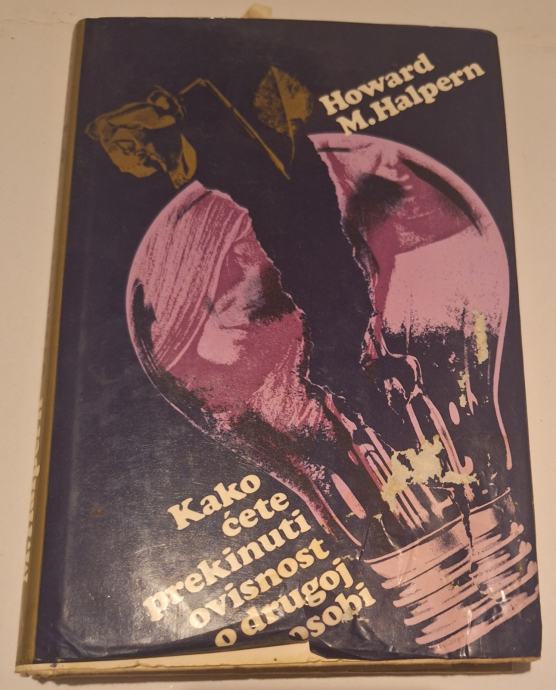 Howard
M. Halpern
Kako
ćete
prekinuti
ovisnost
o drugoj
osobi